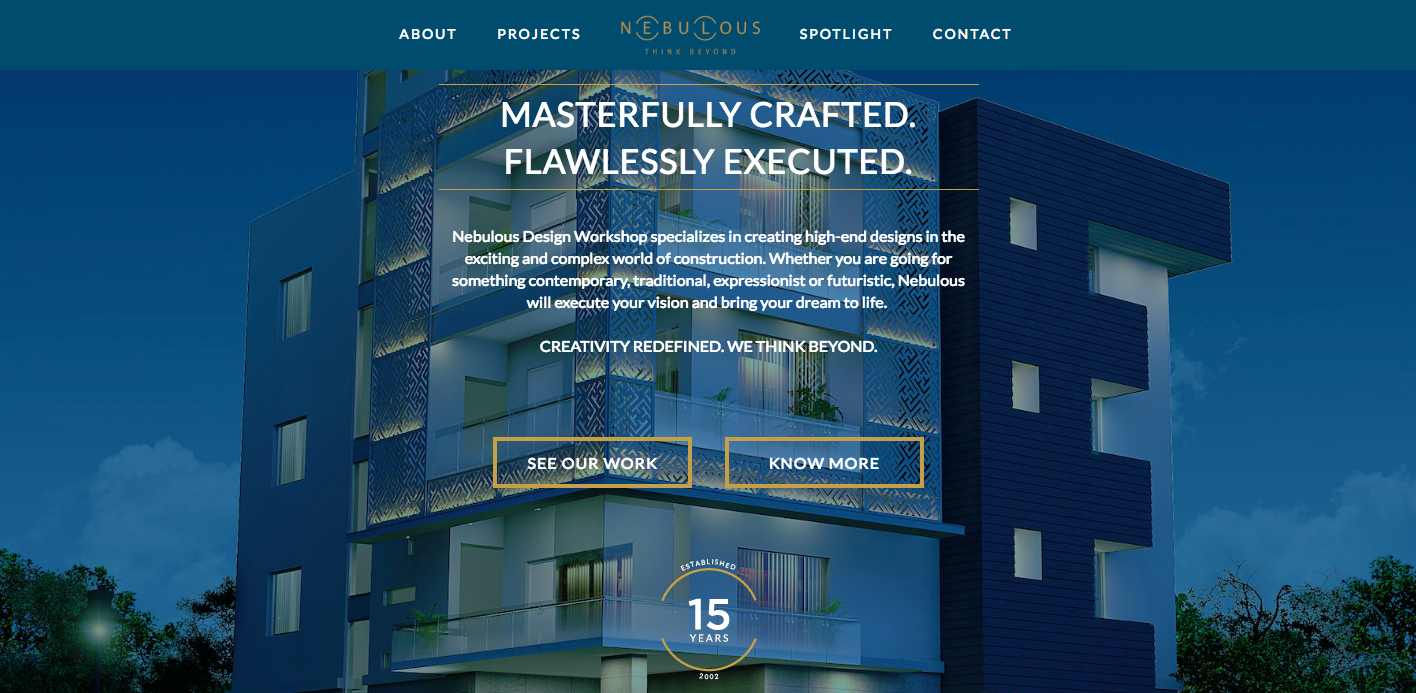 ABOUT
PROJECTS
NEBULOUS
THINK BEYOND
SPOTLIGHT
CONTACT
MASTERFULLY CRAFTED.
FLAWLESSLY EXECUTED.
Nebulous Design Workshop specializes in creating high-end designs in the
exciting and complex world of construction. Whether you are going for
something contemporary, traditional, expressionist or futuristic, Nebulous
will execute your vision and bring your dream to life.
CREATIVITY REDEFINED. WE THINK BEYOND.
SEE OUR WORK
KNOW MORE
ESTABLISHED
15
YEARS
2002